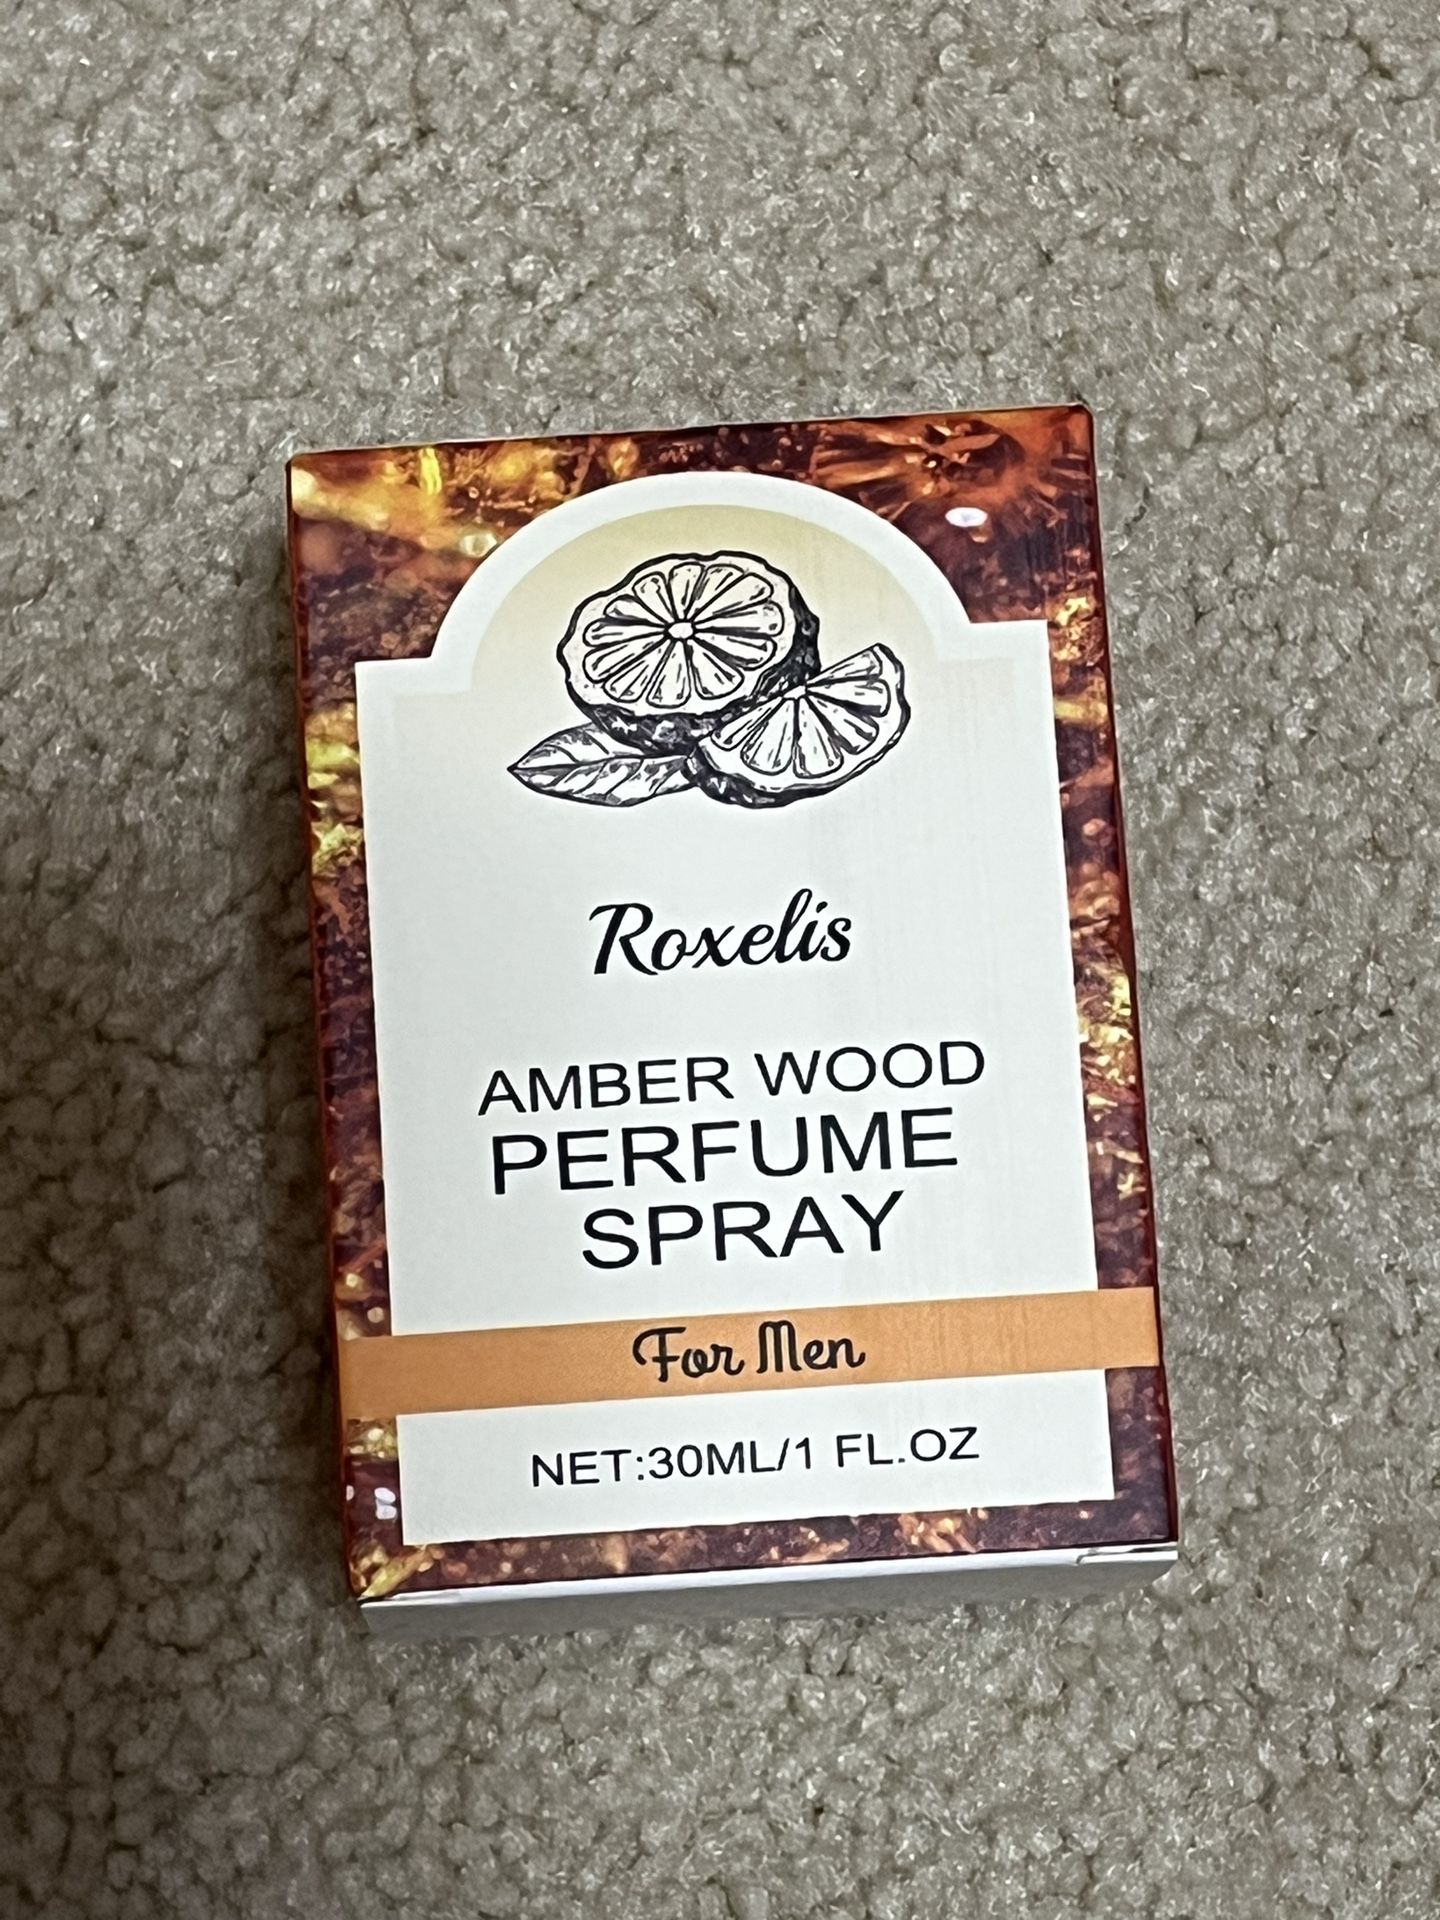 Roxelis
AMBER WOOD
PERFUME
SPRAY
For Men
NET:30ML/1 FL.OZ